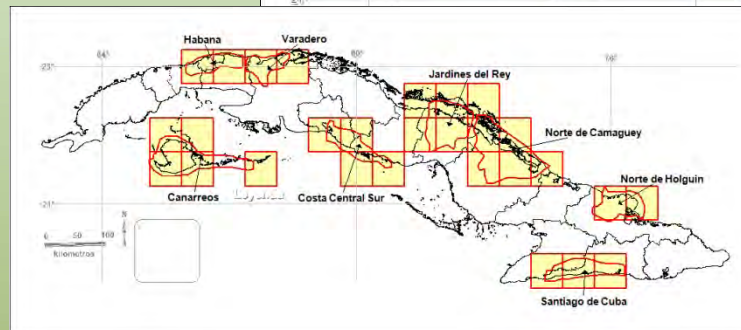 Habana
Varadero
84°
80°
23°
Jardines del Rey
Norte de Camaguey
Canarreos
Costa Central Sur
Norte de Holguin
21°
0 50 100
kilometros
Santiago de Cuba